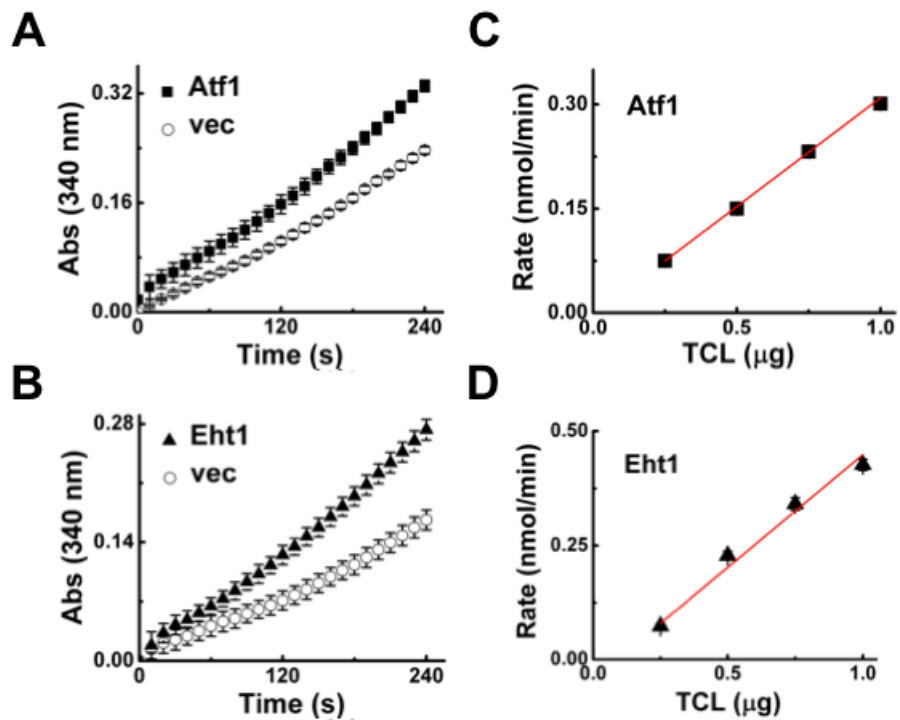 A
Abs (340 nm)
0.32
0.16
0.00
Atf1
vec
0
120
240
Time (s)
B
Abs (340 nm)
0.28
0.14
0.00
Eht1
vec
0
120
240
Time (s)
C
Rate (nmol/min)
0.30
0.15
0.00
Atf1
0.0
0.5
1.0
TCL (μg)
D
Rate (nmol/min)
0.50
0.25
0.00
Eht1
0.0
0.5
1.0
TCL (μg)